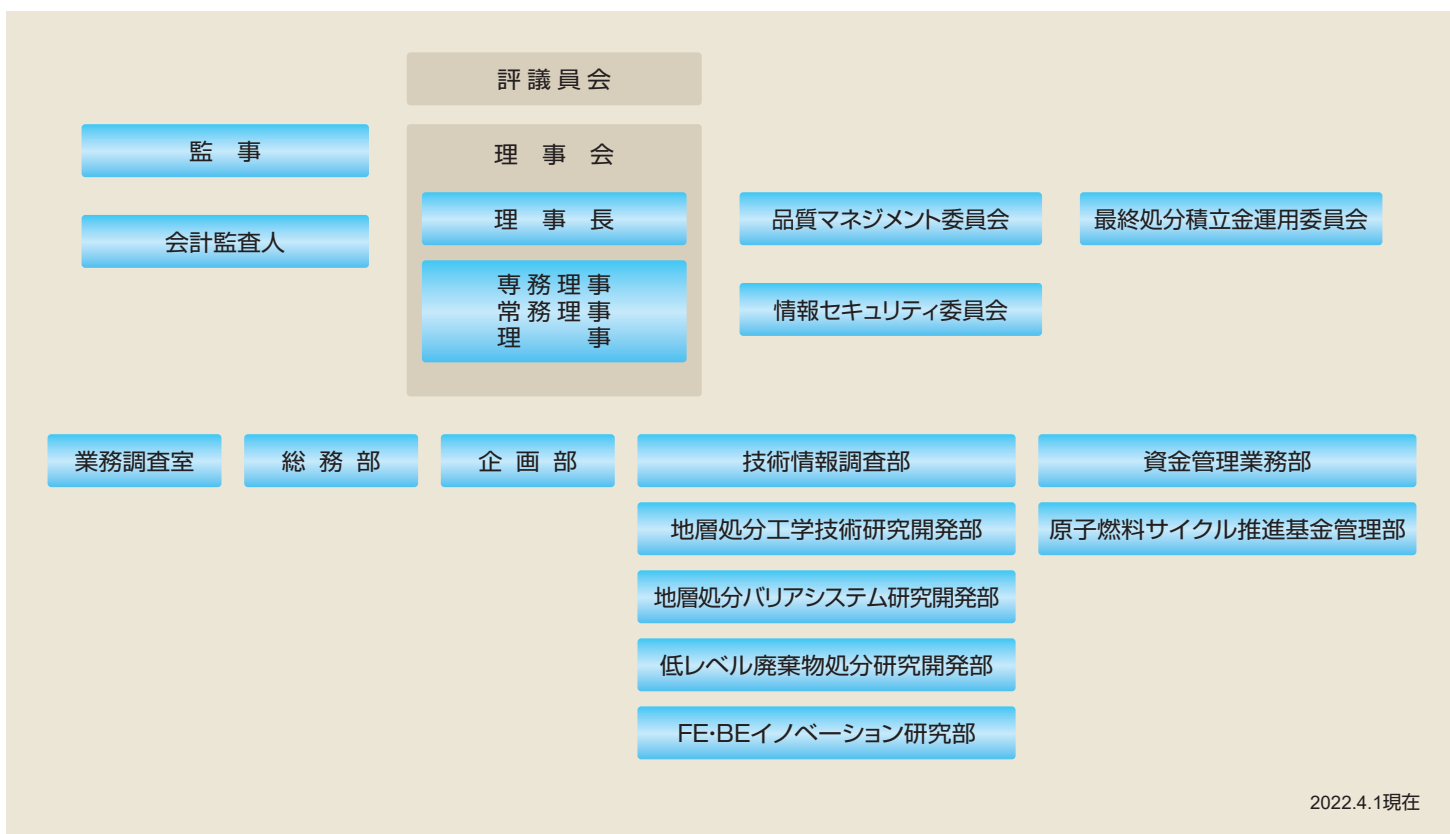 評議員会
監 事
理 事 会
理 事 長
専務理事
常務理事
理 事
会計監査人
品質マネジメント委員会
最終処分積立金運用委員会
情報セキュリティ委員会
業務調査室
総 務 部
企 画 部
技術情報調査部
資金管理業務部
地層処分工学技術研究開発部
原子燃料サイクル推進基金管理部
地層処分バリアシステム研究開発部
低レベル廃棄物処分研究開発部
FE・BEイノベーション研究部
2022.4.1現在